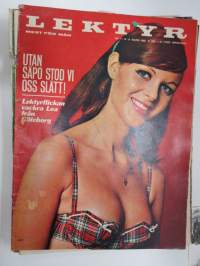 LEKTYR
UTAN
SÄPO STOD VI
OSS SLÄTT!
Lektyrflickan
vackra Lea
från
Göteborg